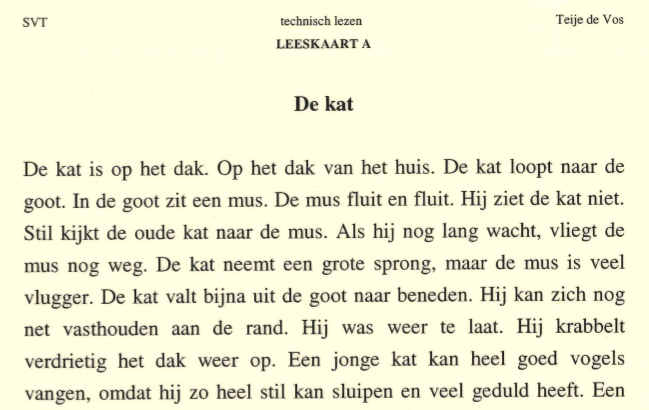 SVT technisch lezen Teije de Vos
LEESKAART A
De kat
De kat is op het dak. Op het dak van het huis. De kat loopt naar de
goot. In de goot zit een mus. De mus fluit en fluit. Hij ziet de kat niet.
Stil kijkt de oude kat naar de mus. Als hij nog lang wacht, vliegt de
mus nog weg. De kat neemt een grote sprong, maar de mus is veel
vlugger. De kat valt bijna uit de goot naar beneden. Hij kan zich nog
net vasthouden aan de rand. Hij was weer te laat. Hij krabbelt
verdrietig het dak weer op. Een jonge kat kan heel goed vogels
vangen, omdat hij zo heel stil kan sluipen en veel geduld heeft. Een